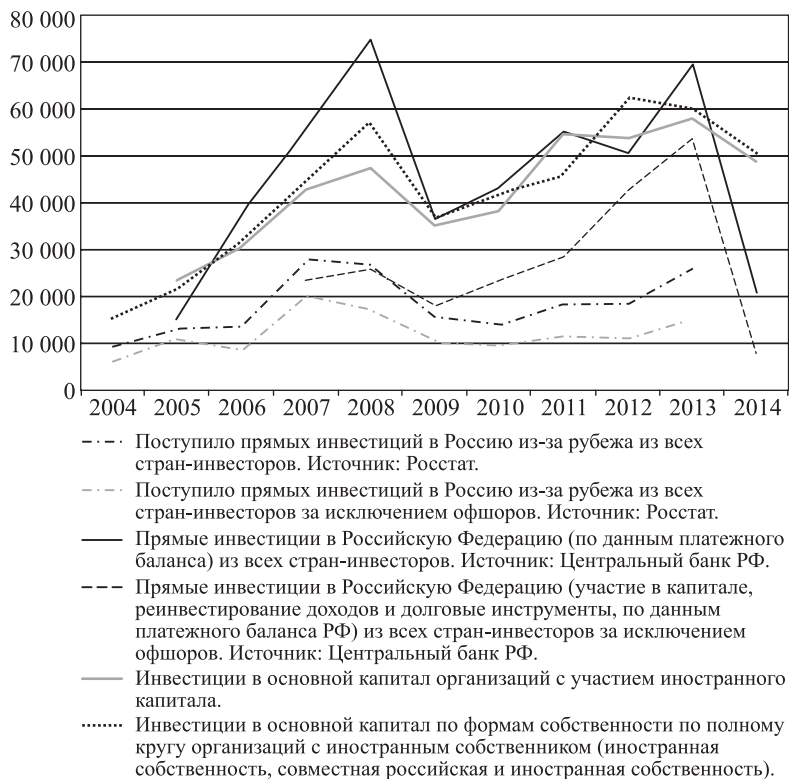 80 000
70 000
60 000
50 000
40 000
30 000
20 000
10 000
0
2004 2005 2006 2007 2008 2009 2010 2011 2012 2013 2014
Поступило прямых инвестиций в Россию из-за рубежа из всех
стран-инвесторов. Источник: Росстат.
Поступило прямых инвестиций в Россию из-за рубежа из всех
стран-инвесторов за исключением офшоров. Источник: Росстат.
Прямые инвестиции в Российскую Федерацию (по данным платежного
баланса) из всех стран-инвесторов. Источник: Центральный банк РФ.
Прямые инвестиции в Российскую Федерацию (участие в капитале,
реинвестирование доходов и долговые инструменты, по данным
платежного баланса РФ) из всех стран-инвесторов за исключением
офшоров. Источник: Центральный банк РФ.
Инвестиции в основной капитал организаций с участием иностранного
капитала.
Инвестиции в основной капитал по формам собственности по полному
кругу организаций с иностранным собственником (иностранная
собственность, совместная российская и иностранная собственность).